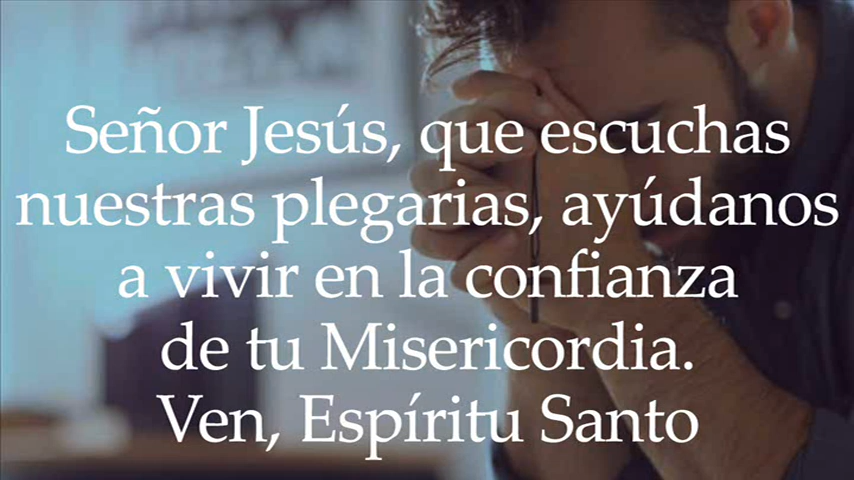 Señor Jesús, que escuchas
nuestras plegarias, ayúdanos
a vivir en la confianza
de tu Misericordia.
Ven, Espíritu Santo